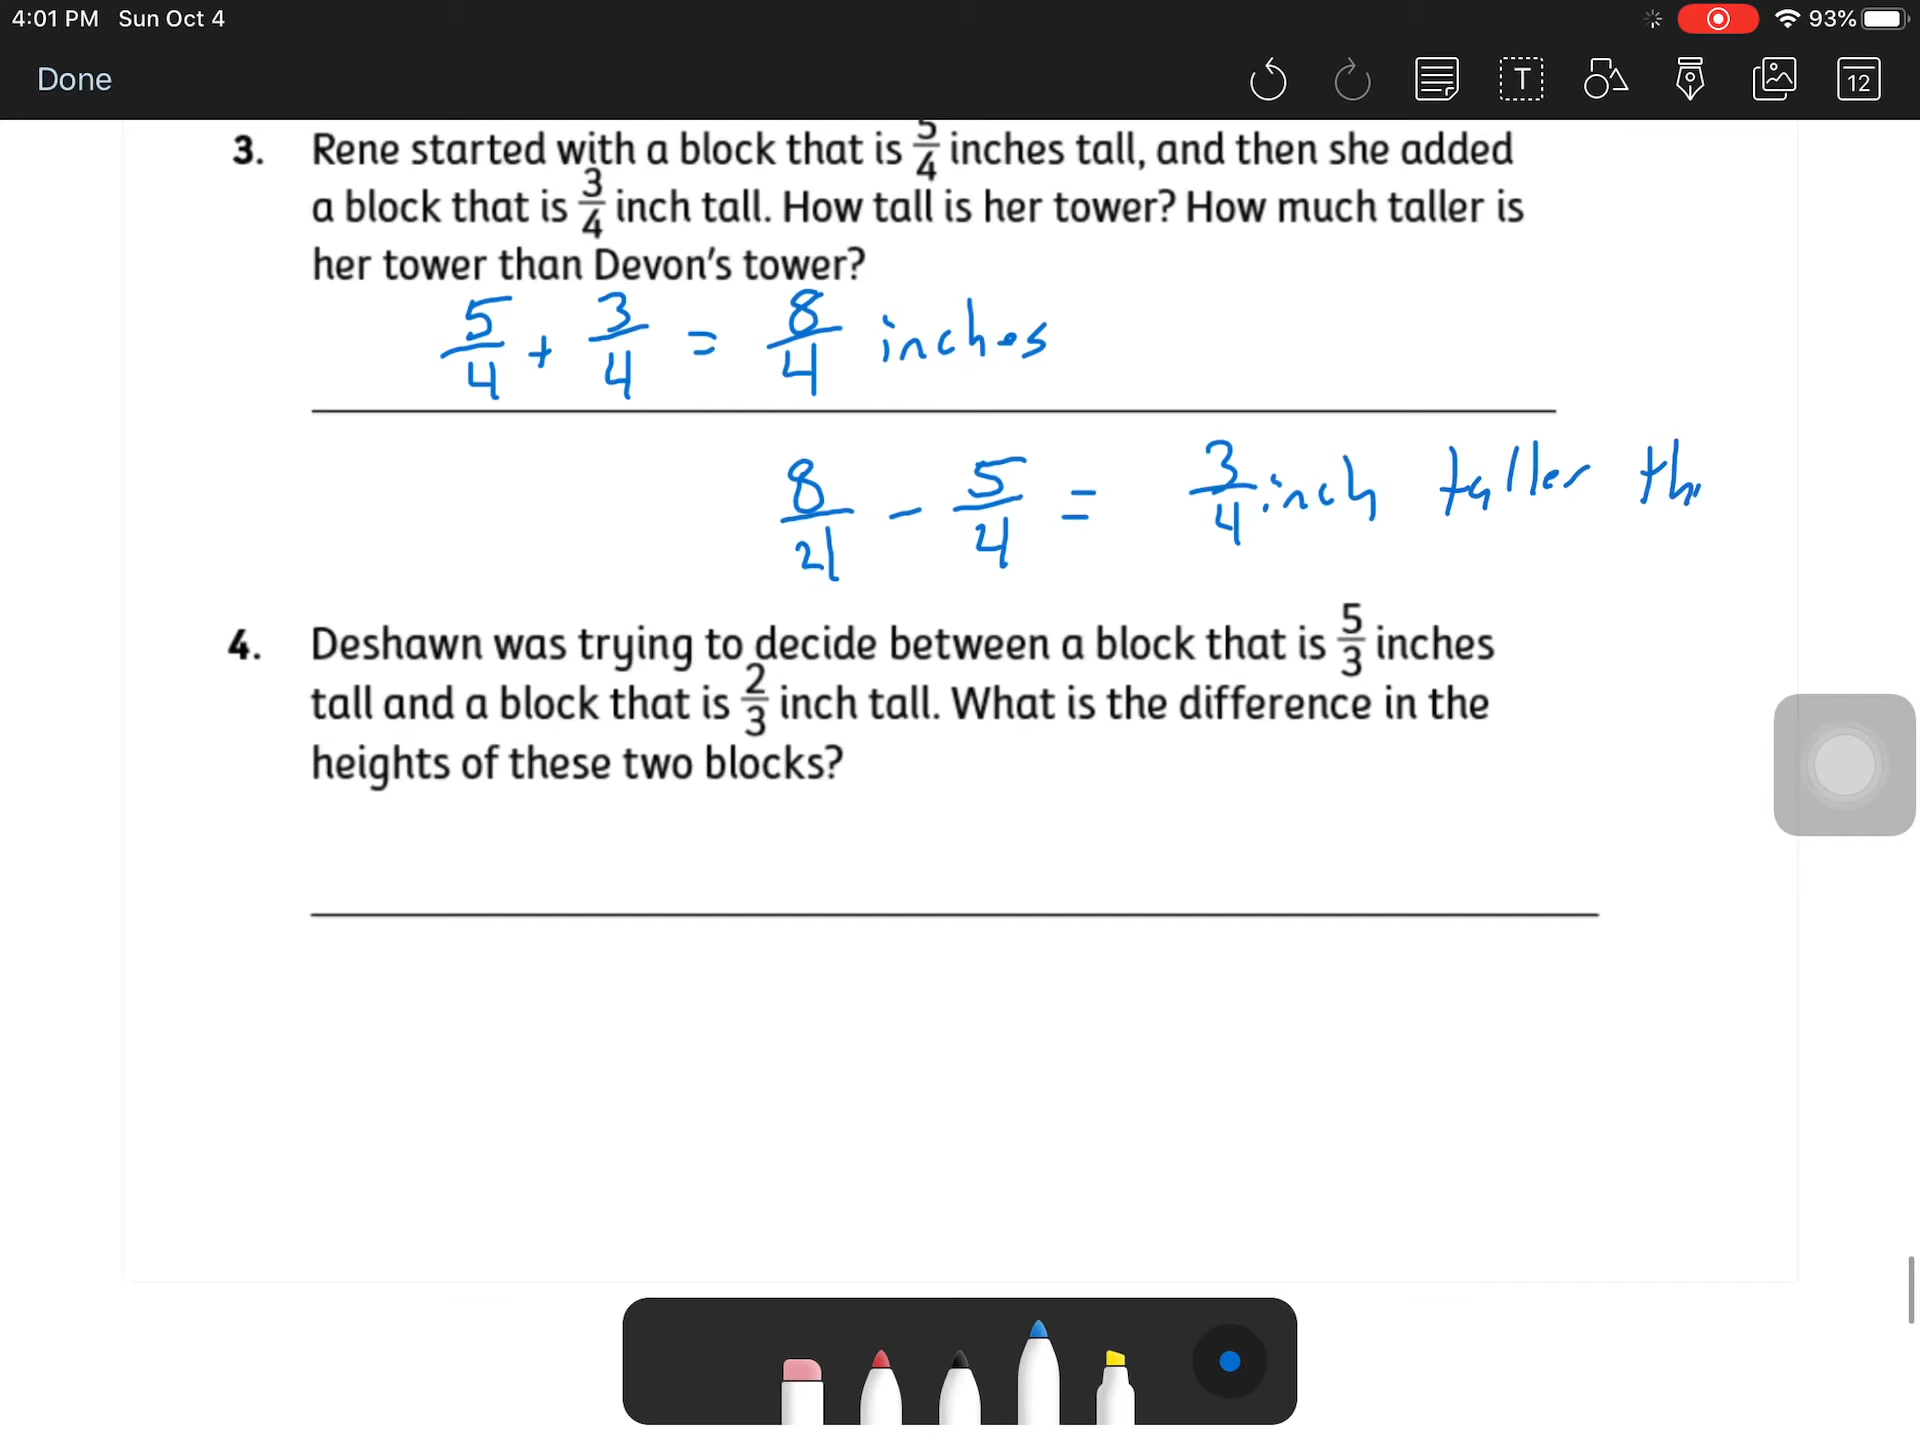 4:01 PM Sun Oct 4 93%
Done T 12
3. Rene started with a block that is 5/4 inches tall, and then she added
a block that is 3/4 inch tall. How tall is her tower? How much taller is
her tower than Devon's tower?
5/4 + 3/4 = 8/4 inches
8/4 - 5/4 = 3/4 inch taller th
4. Deshawn was trying to decide between a block that is 5/3 inches
tall and a block that is 2/3 inch tall. What is the difference in the
heights of these two blocks?